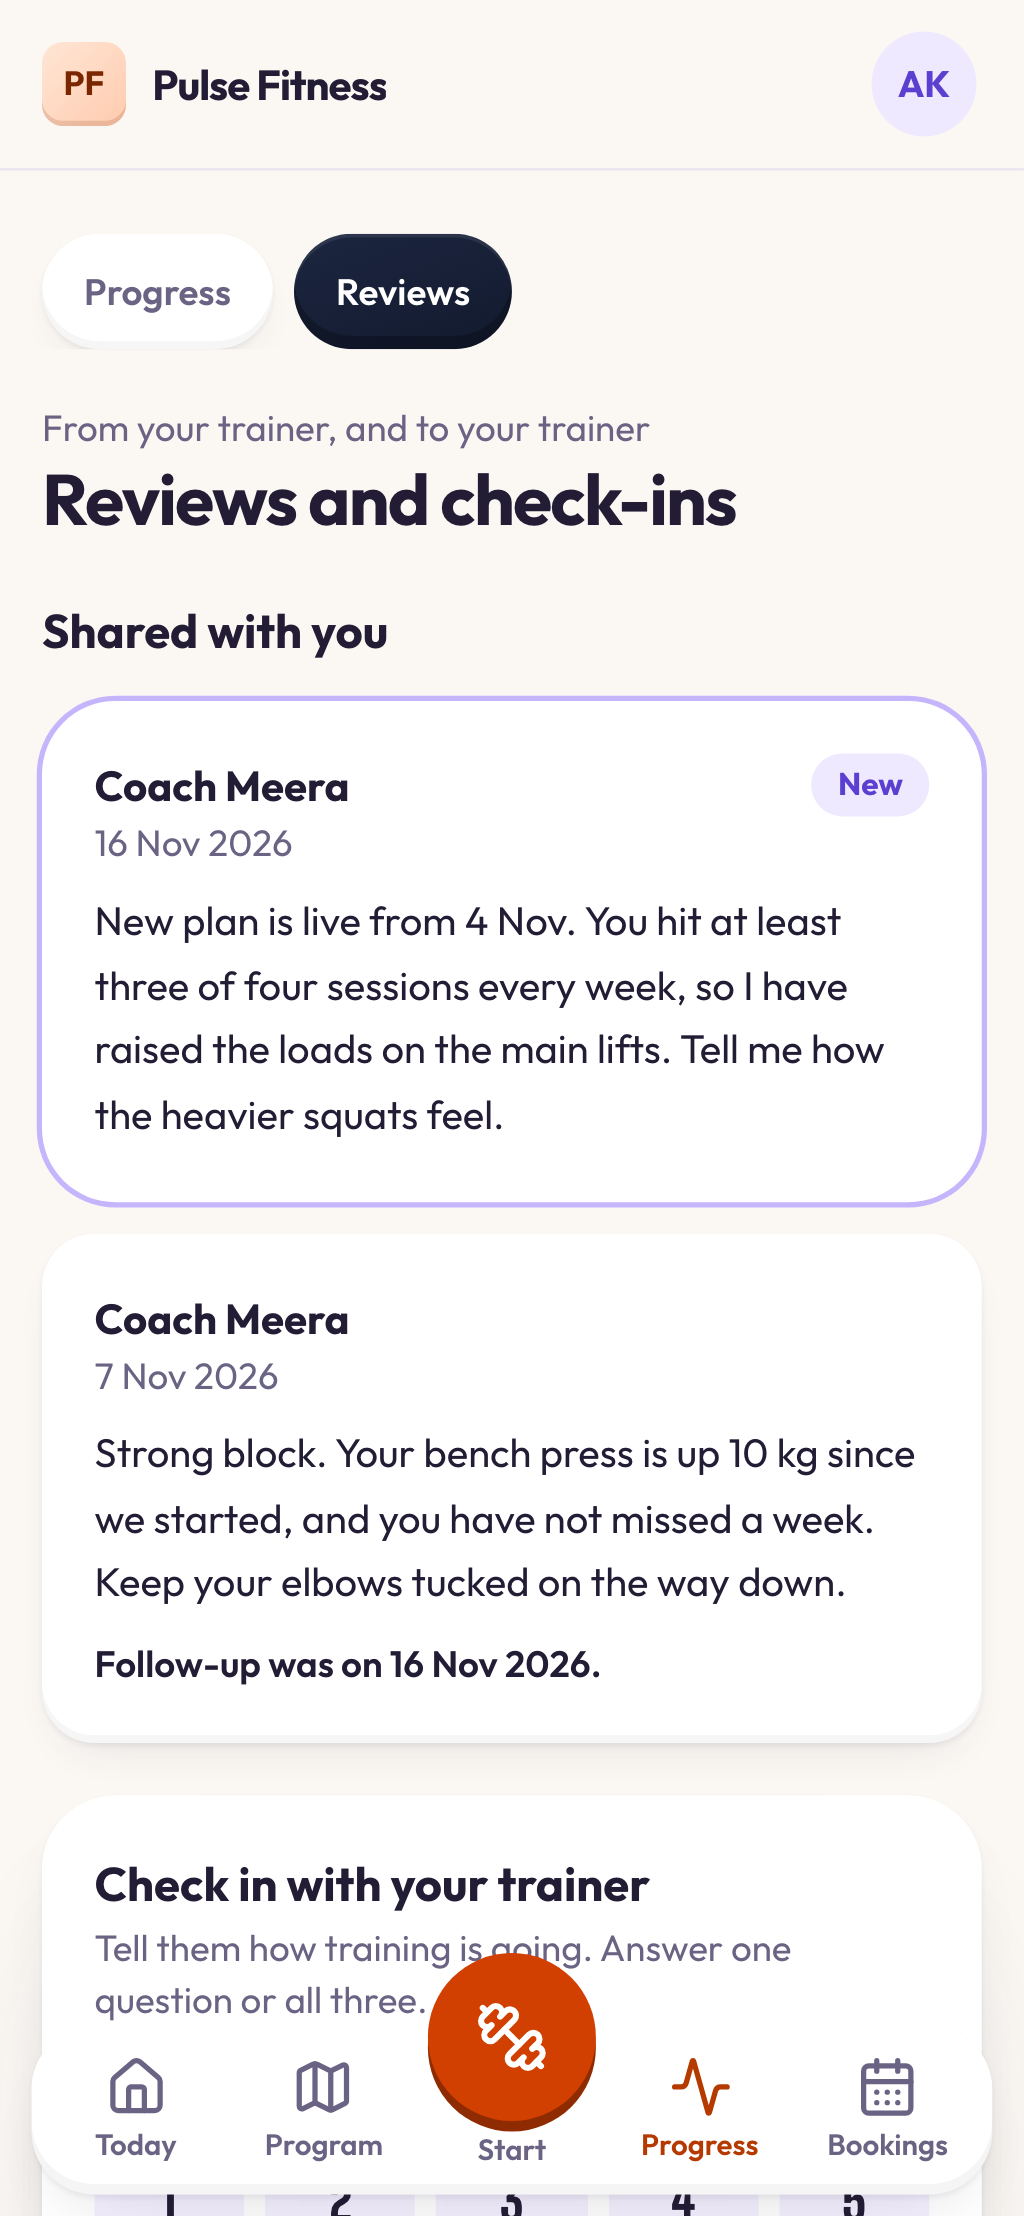 PF
Pulse Fitness
AK
Progress
Reviews
From your trainer, and to your trainer
Reviews and check-ins
Shared with you
Coach Meera
New
16 Nov 2026
New plan is live from 4 Nov. You hit at least
three of four sessions every week, so I have
raised the loads on the main lifts. Tell me how
the heavier squats feel.
Coach Meera
7 Nov 2026
Strong block. Your bench press is up 10 kg since
we started, and you have not missed a week.
Keep your elbows tucked on the way down.
Follow-up was on 16 Nov 2026.
Check in with your trainer
Tell them how training is going. Answer one
question or all three.
Today
Program
Start
Progress
Bookings
1 2 3 4 5